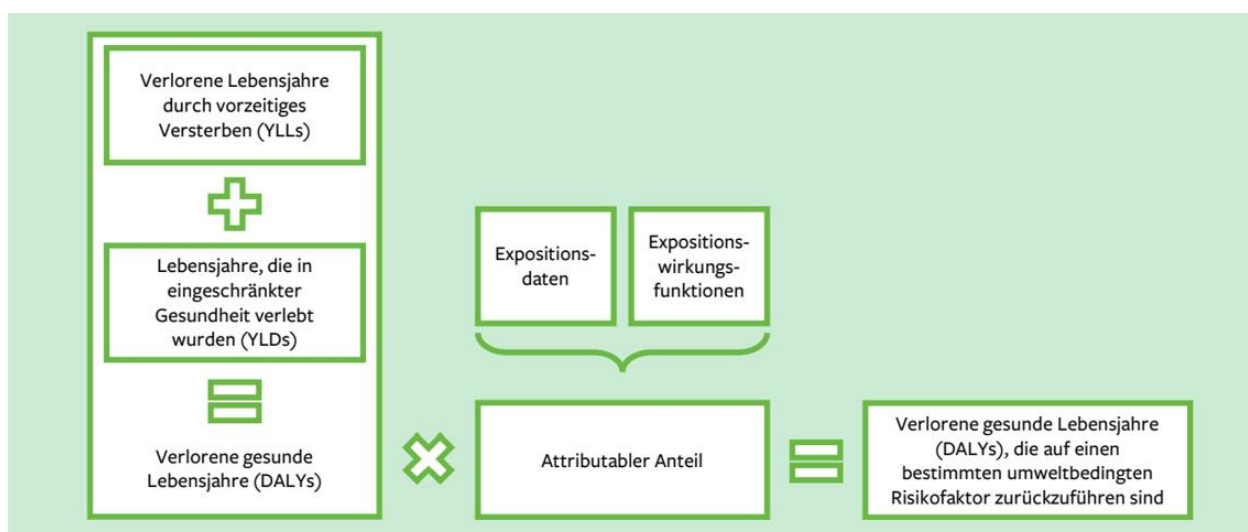 Verlorene Lebensjahre
durch vorzeitiges
Versterben (YLLs)
Lebensjahre, die in
eingeschränkter
Gesundheit verlebt
wurden (YLDs)
Verlorene gesunde
Lebensjahre (DALYs)
Expositions-
daten
Expositions-
wirkungs-
funktionen
Attributabler Anteil
Verlorene gesunde Lebensjahre
(DALYs), die auf einen
bestimmten umweltbedingten
Risikofaktor zurückzuführen sind